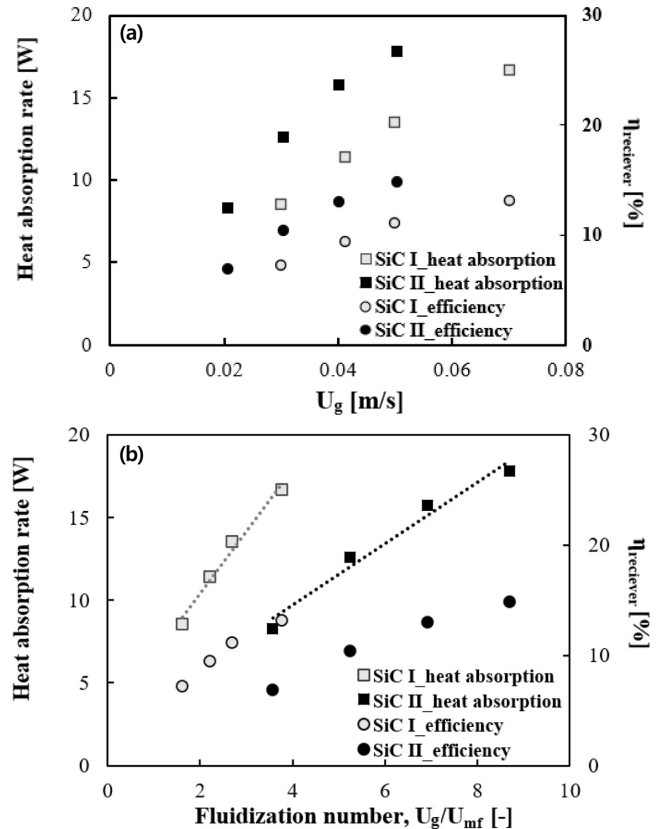 (a)
Heat absorption rate [W]
20
15
10
5
0
30
20
10
0
ηreciever [%]
SiC I_heat absorption
SiC II_heat absorption
SiC I_efficiency
SiC II_efficiency
0 0.02 0.04 0.06 0.08
Ug [m/s]
(b)
Heat absorption rate [W]
20
15
10
5
0
30
20
10
0
ηreciever [%]
SiC I_heat absorption
SiC II_heat absorption
SiC I_efficiency
SiC II_efficiency
0 2 4 6 8 10
Fluidization number, Ug/Umf [-]